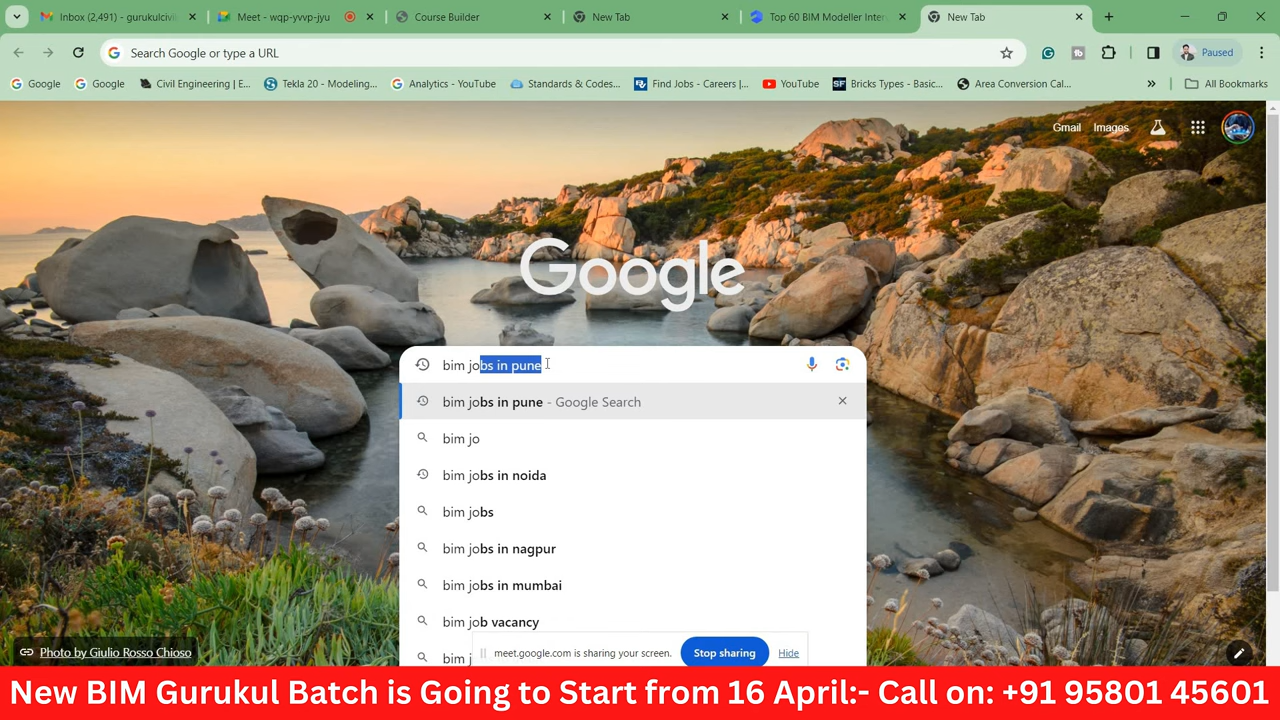 Inbox (2,491) - gurukulcivil
Meet - wqp-yvvp-jyu
Course Builder
New Tab
Top 60 BIM Modeller Inter
New Tab
Search Google or type a URL
Paused
Google
Google
Civil Engineering | E...
Tekla 20 - Modeling...
Analytics - YouTube
Standards & Codes...
Find Jobs - Careers |...
YouTube
Bricks Types - Basic...
Area Conversion Cal...
»
All Bookmarks
Gmail
Images
Google
bim jobs in pune
bim jobs in pune - Google Search
bim jo
bim jobs in noida
bim jobs
bim jobs in nagpur
bim jobs in mumbai
bim job vacancy
bim j
meet.google.com is sharing your screen.
Stop sharing
Hide
Photo by Giulio Rosso Chioso
New BIM Gurukul Batch is Going to Start from 16 April:- Call on: +91 95801 45601